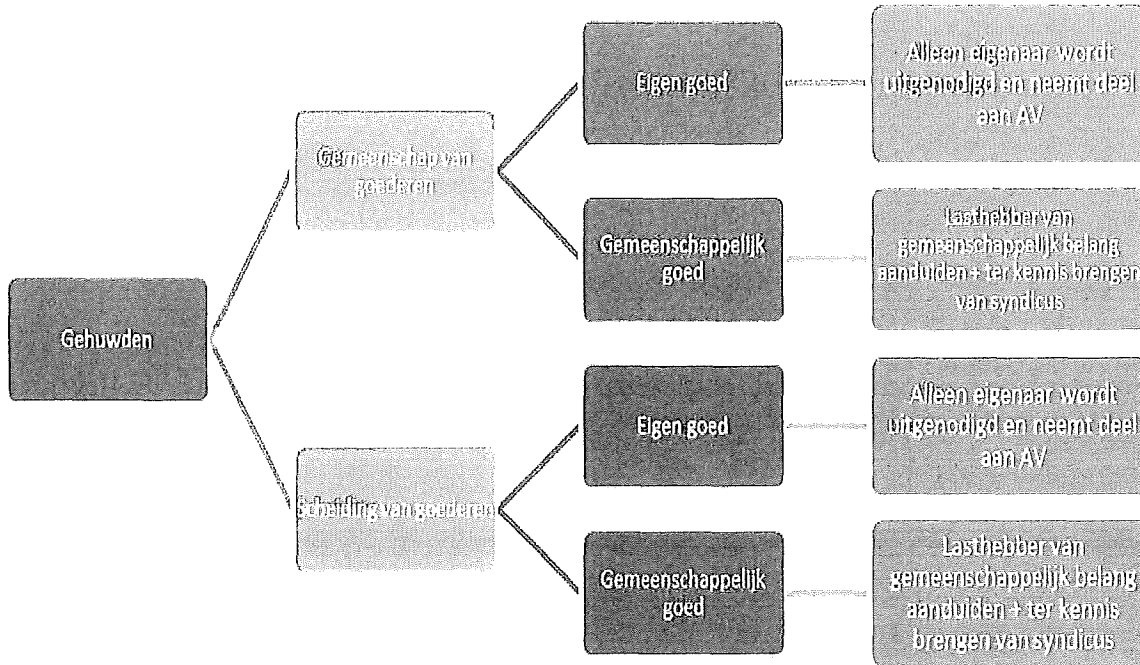 Gehuwden
Gemeenschap van
goederen
Eigen goed
Alleen eigenaar wordt
uitgenodigd en neemt deel
aan AV
Gemeenschappelijk
goed
Lasthebber van
gemeenschappelijk belang
aanduiden + ter kennis brengen
van syndicus
Scheiding van goederen
Eigen goed
Alleen eigenaar wordt
uitgenodigd en neemt deel
aan AV
Gemeenschappelijk
goed
Lasthebber van
gemeenschappelijk belang
aanduiden + ter kennis
brengen van syndicus